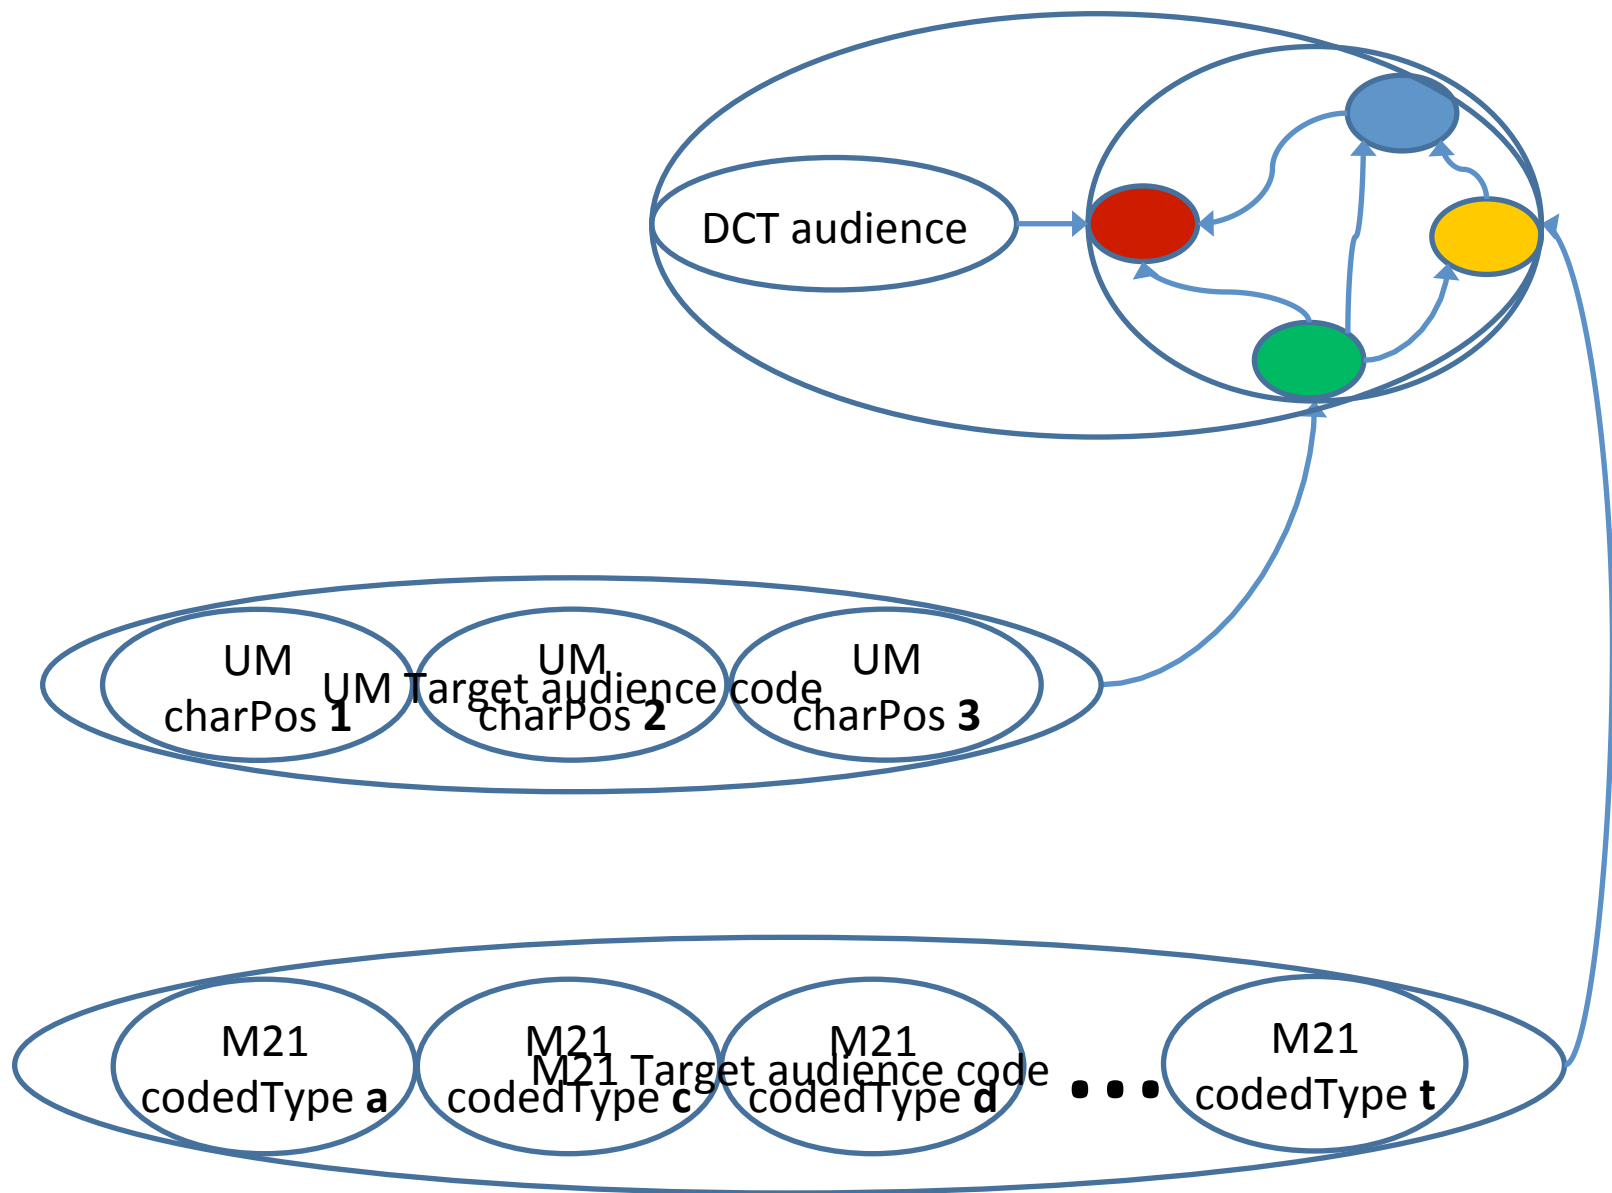 DCT audience
UM
charPos 1
UM
charPos 2
UM
charPos 3
UM Target audience code
M21
codedType a
M21
codedType c
M21
codedType d
M21 Target audience code
...
M21
codedType t